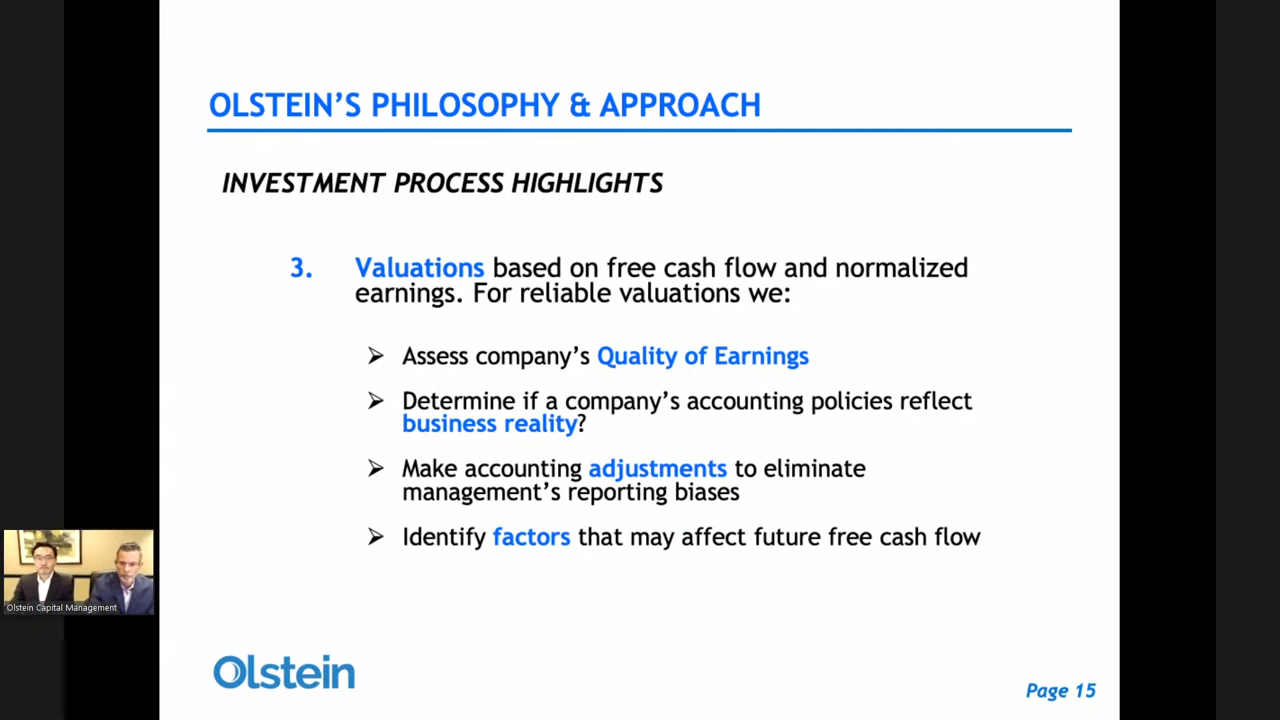 OLSTEIN'S PHILOSOPHY & APPROACH
INVESTMENT PROCESS HIGHLIGHTS
3. Valuations based on free cash flow and normalized
earnings. For reliable valuations we:
➢ Assess company's Quality of Earnings
➢ Determine if a company's accounting policies reflect
business reality?
➢ Make accounting adjustments to eliminate
management's reporting biases
➢ Identify factors that may affect future free cash flow
Olstein Capital Management
Olstein
Page 15